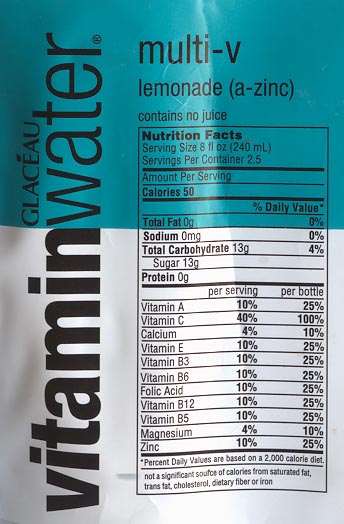 GLACÉAU
vitaminwater®
multi-v
lemonade (a-zinc)
contains no juice
Nutrition Facts
Serving Size 8 fl oz (240 mL)
Servings Per Container 2.5
Amount Per Serving
Calories 50
% Daily Value*
Total Fat 0g 0%
Sodium 0mg 0%
Total Carbohydrate 13g 4%
Sugar 13g
Protein 0g
per serving per bottle
Vitamin A 10% 25%
Vitamin C 40% 100%
Calcium 4% 10%
Vitamin E 10% 25%
Vitamin B3 10% 25%
Vitamin B6 10% 25%
Folic Acid 10% 25%
Vitamin B12 10% 25%
Vitamin B5 10% 25%
Magnesium 4% 10%
Zinc 10% 25%
*Percent Daily Values are based on a 2,000 calorie diet.
not a significant source of calories from saturated fat,
trans fat, cholesterol, dietary fiber or iron